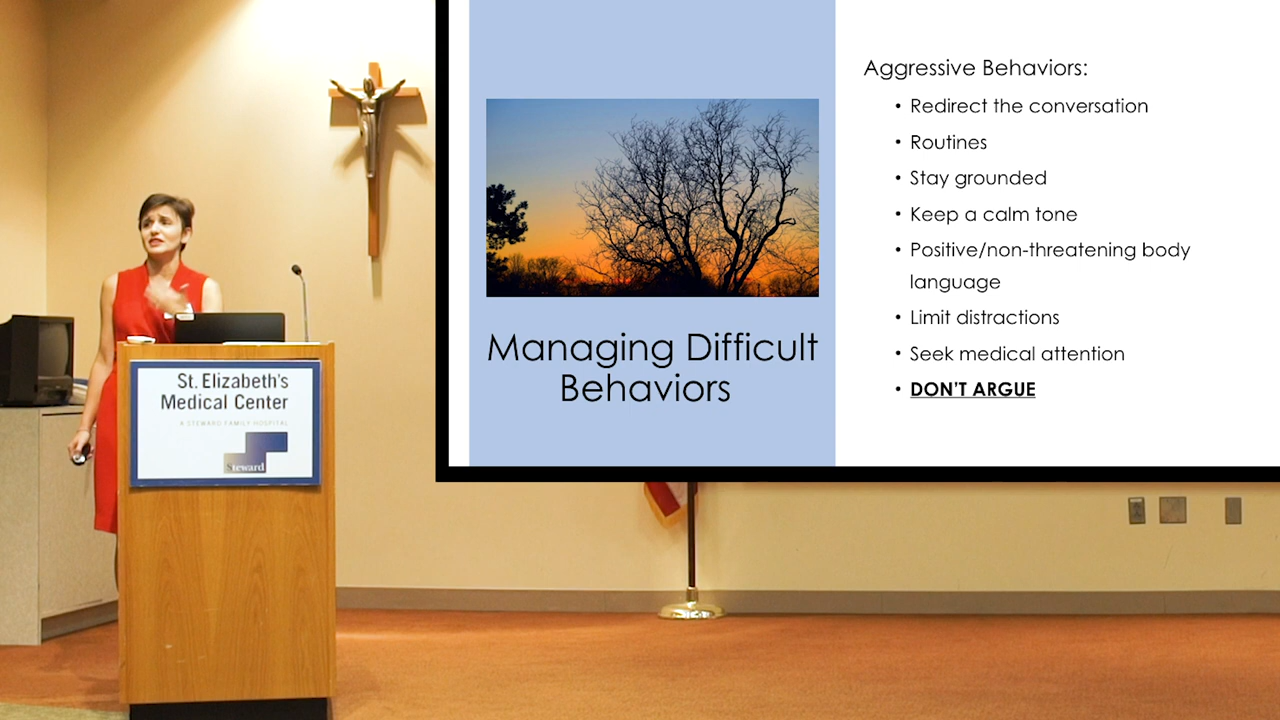 St. Elizabeth's
Medical Center
A STEWARD FAMILY HOSPITAL
Steward
Managing Difficult
Behaviors
Aggressive Behaviors:
• Redirect the conversation
• Routines
• Stay grounded
• Keep a calm tone
• Positive/non-threatening body
language
• Limit distractions
• Seek medical attention
• DON'T ARGUE